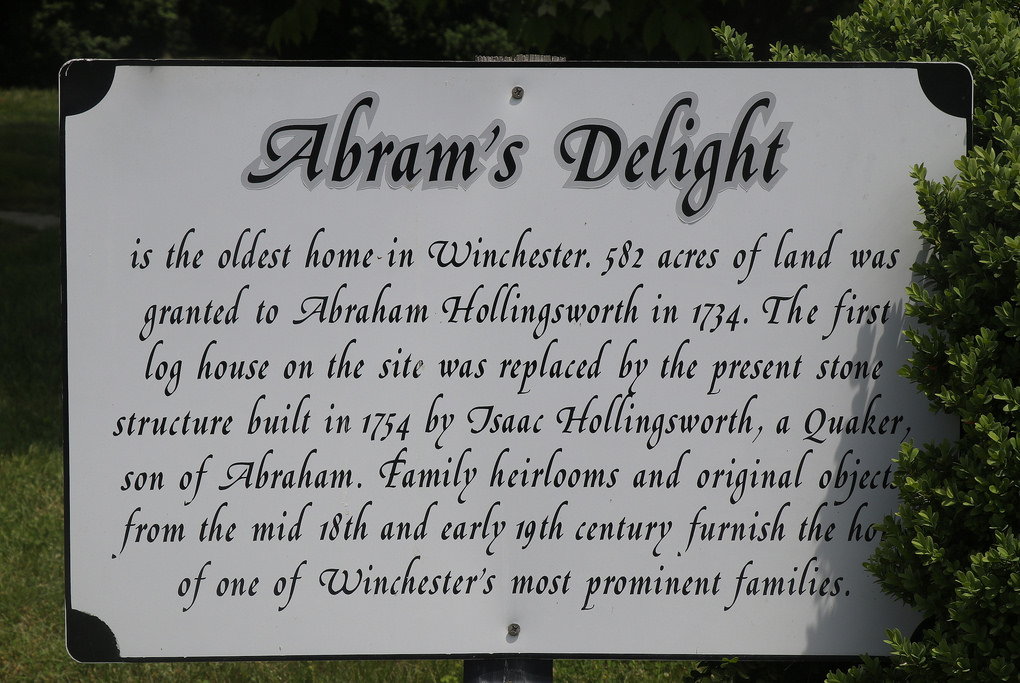 Abram's Delight
is the oldest home in Winchester. 582 acres of land was
granted to Abraham Hollingsworth in 1734. The first
log house on the site was replaced by the present stone
structure built in 1754 by Isaac Hollingsworth, a Quaker,
son of Abraham. Family heirlooms and original objects
from the mid 18th and early 19th century furnish the
of one of Winchester's most prominent families.